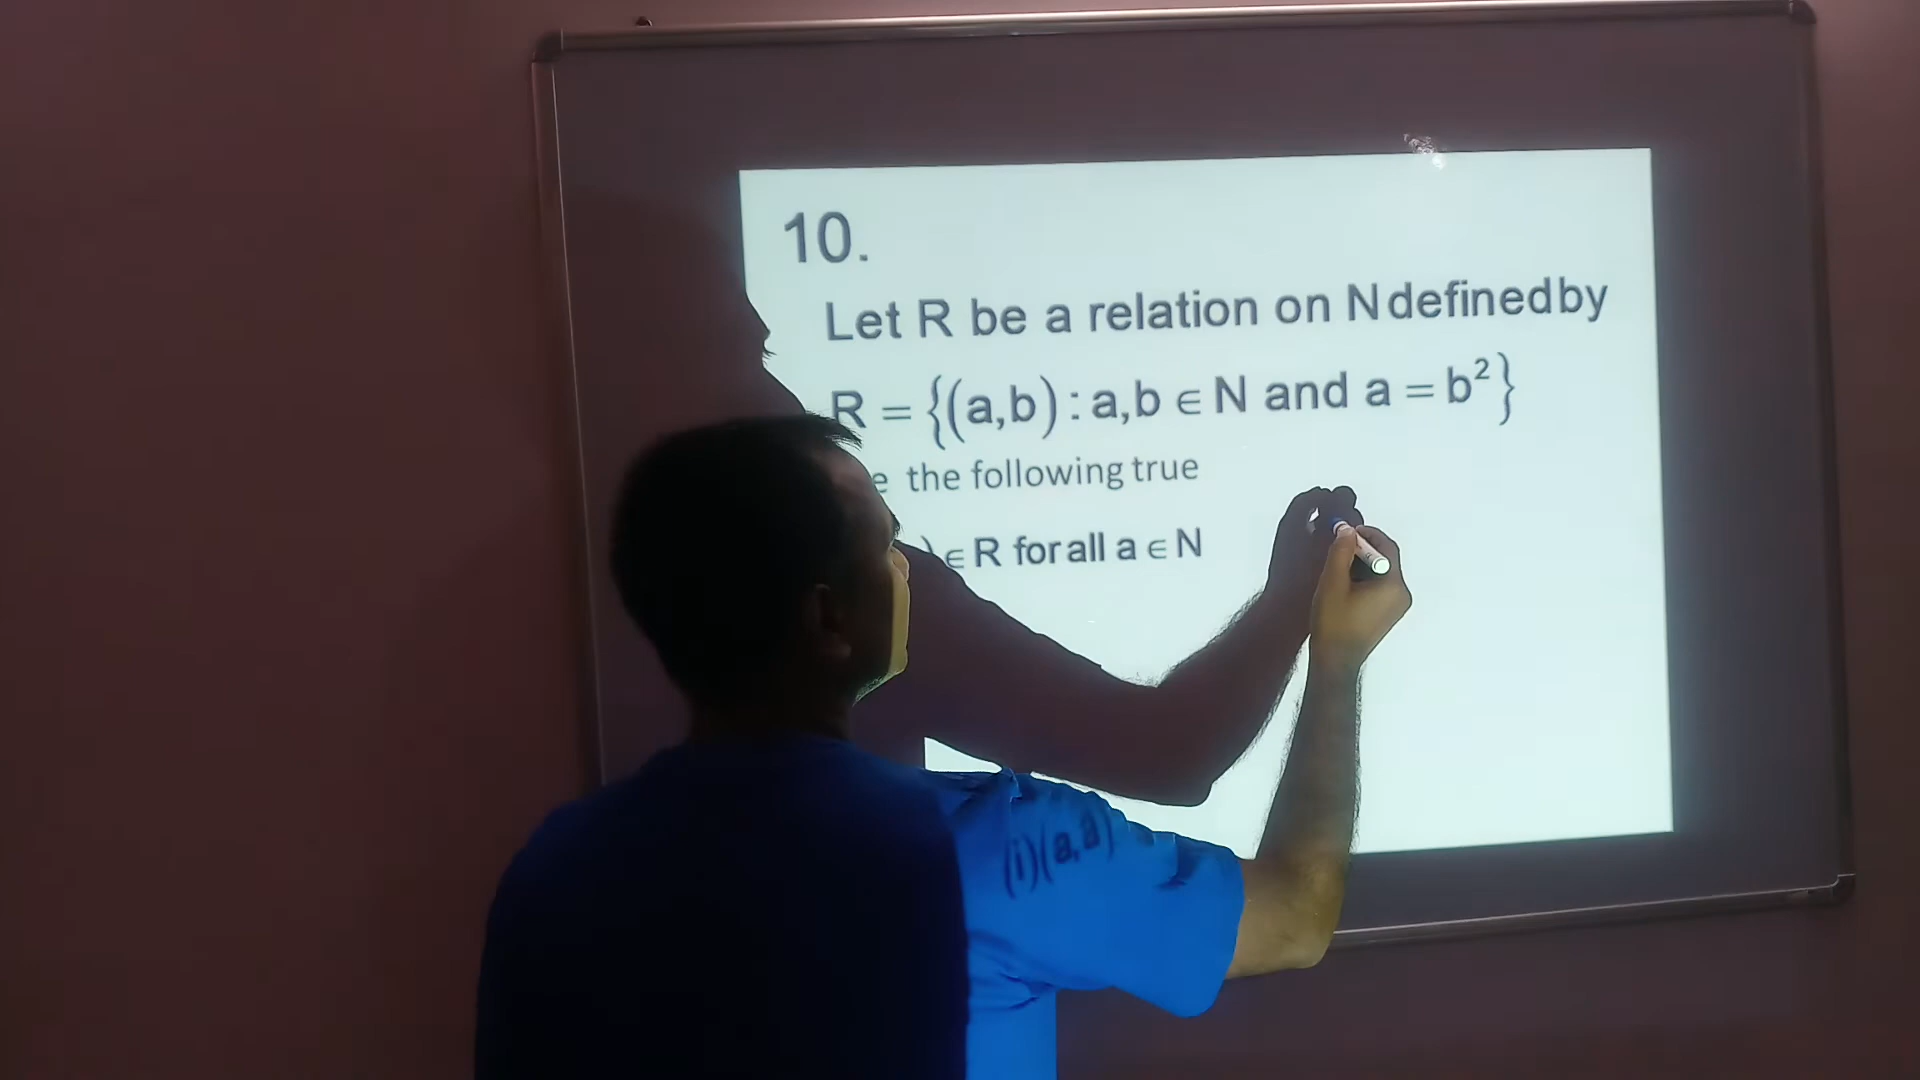 10.
Let R be a relation on N defined by
R = {(a,b) : a,b ∈ N and a = b²}
the following true
) ∈ R for all a ∈ N
(i)(a,a)